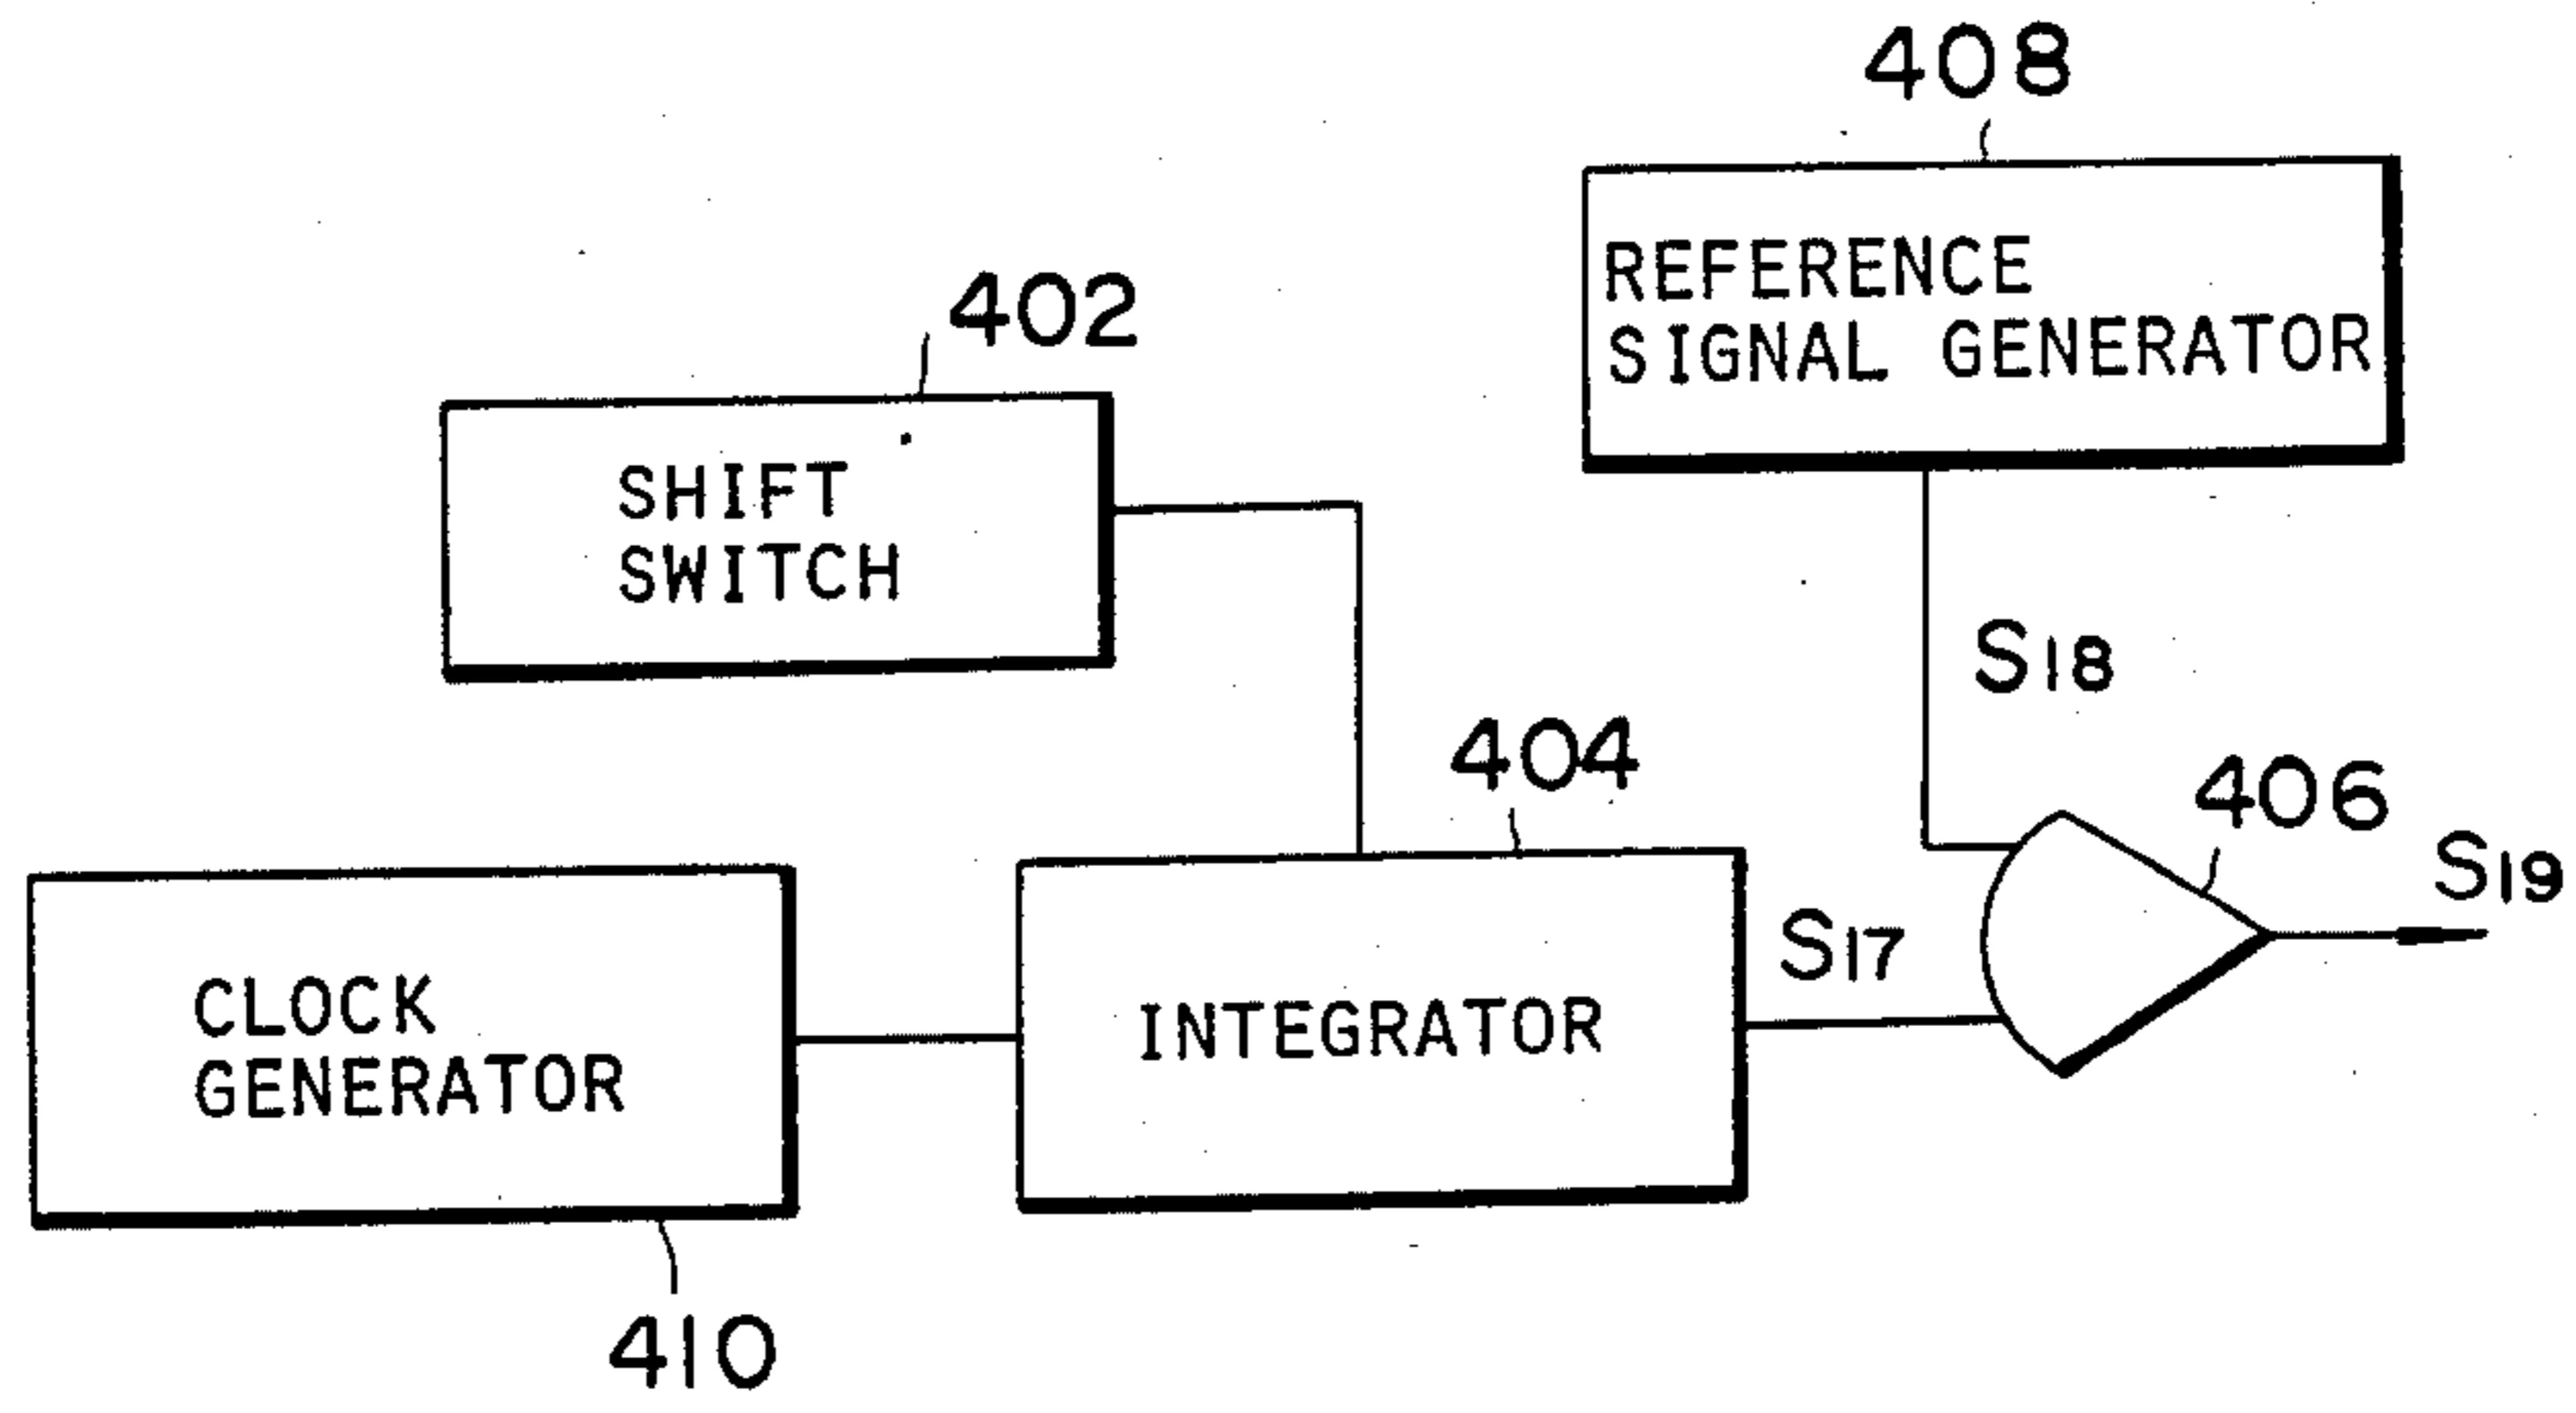 408
REFERENCE
SIGNAL GENERATOR
402
SHIFT
SWITCH
S18
404
406
S19
CLOCK
GENERATOR
INTEGRATOR
S17
410